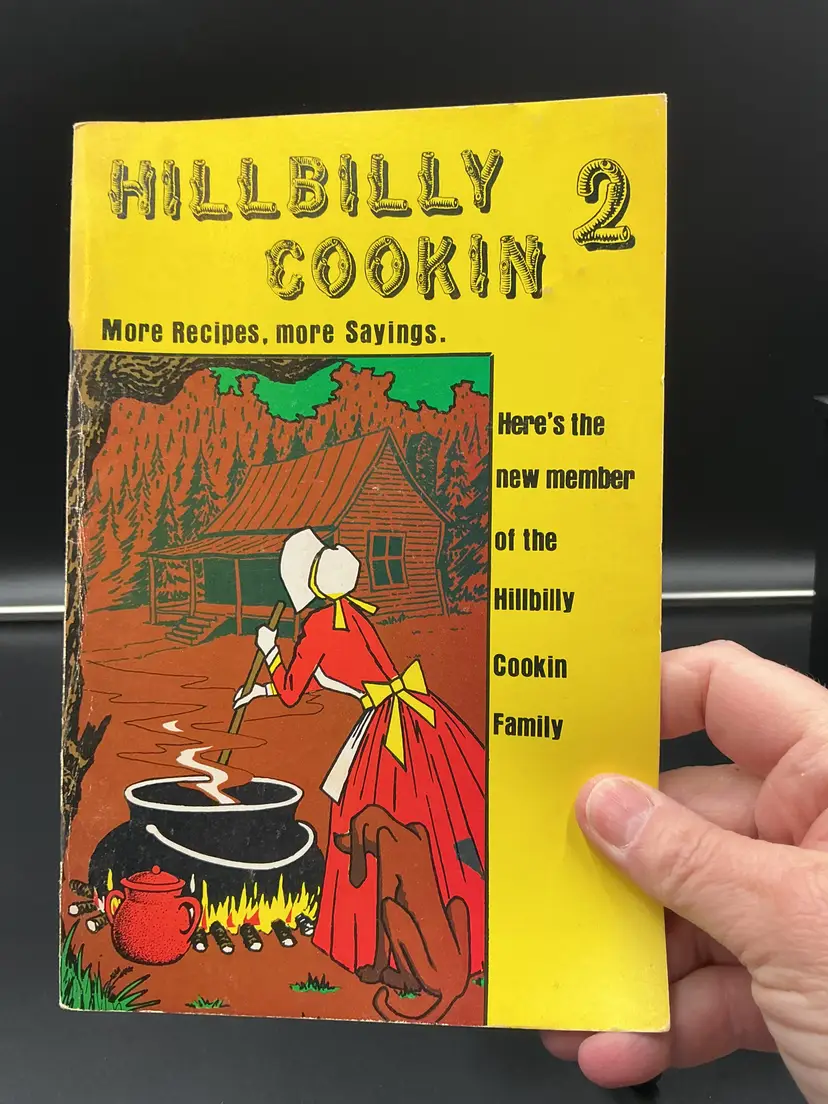 HILLBILLY 2
COOKIN
More Recipes, more Sayings.
Here's the
new member
of the
Hillbilly
Cookin
Family